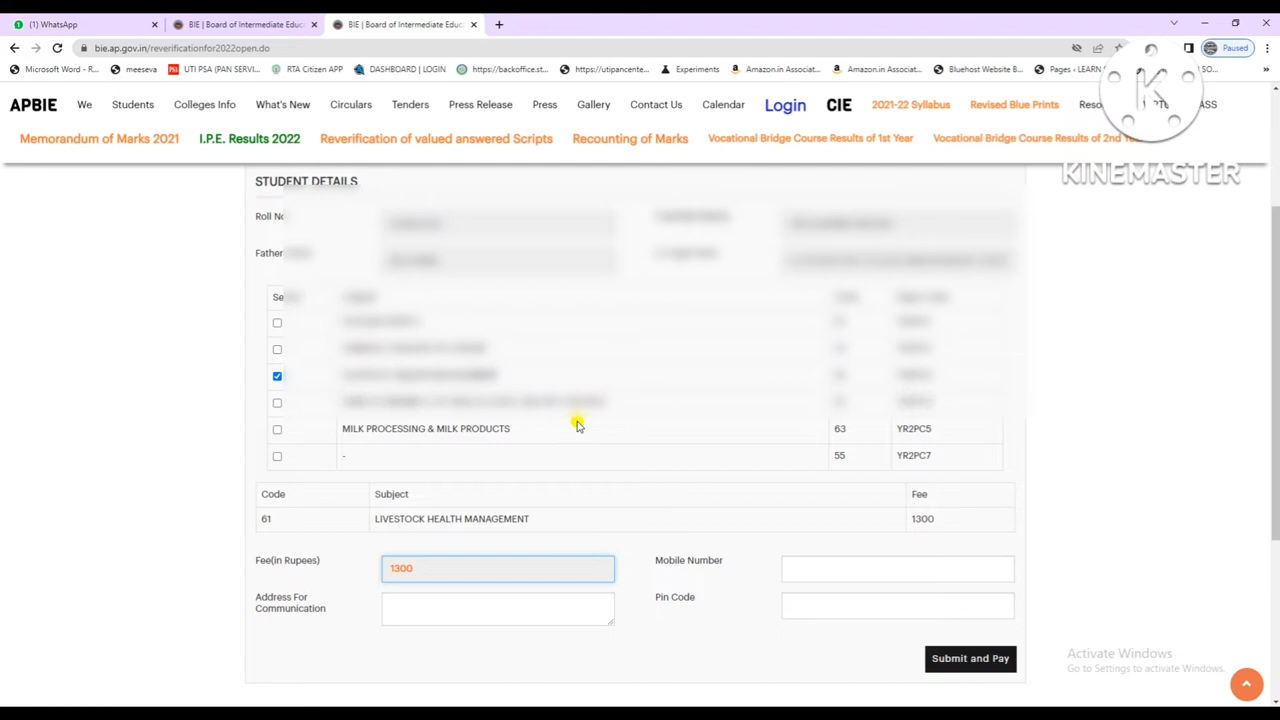 (1) WhatsApp
BIE | Board of Intermediate Educ
BIE | Board of Intermediate Educ
bie.ap.gov.in/reverificationfor2022open.do
Paused
Microsoft Word - R...
meeseva
UTI PSA (PAN SERVI...
RTA Citizen APP
DASHBOARD | LOGIN
https://backoffice.st...
https://utipancente...
Experiments
Amazon.in Associat...
Amazon.in Associat...
Bluehost Website B...
Pages ‹ LEARN
SO...
APBIE
We
Students
Colleges Info
What's New
Circulars
Tenders
Press Release
Press
Gallery
Contact Us
Calendar
Login
CIE
2021-22 Syllabus
Revised Blue Prints
Memorandum of Marks 2021
I.P.E. Results 2022
Reverification of valued answered Scripts
Recounting of Marks
Vocational Bridge Course Results of 1st Year
Vocational Bridge Course Results of 2nd
K
KINEMASTER
STUDENT DETAILS
Roll
Father
MILK PROCESSING & MILK PRODUCTS 63 YR2PC5
- 55 YR2PC7
Code Subject Fee
61 LIVESTOCK HEALTH MANAGEMENT 1300
Fee(in Rupees) 1300
Mobile Number
Address For
Communication
Pin Code
Submit and Pay
Activate Windows
Go to Settings to activate Windows.